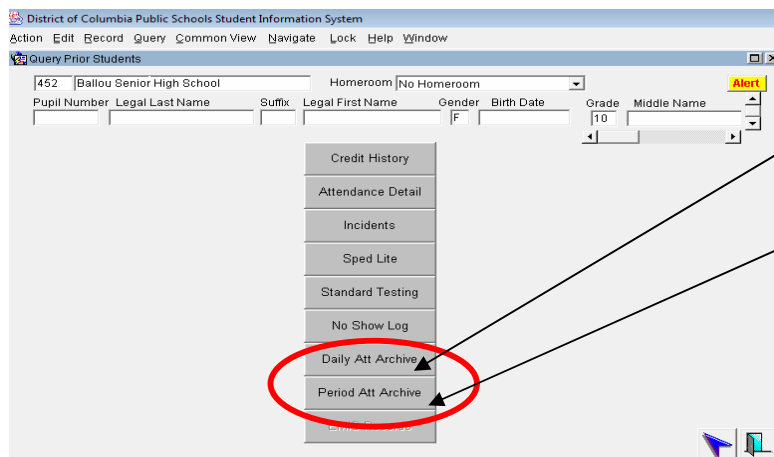 District of Columbia Public Schools Student Information System
Action Edit Record Query Common View Navigate Lock Help Window
Query Prior Students
452 Ballou Senior High School Homeroom No Homeroom Alert
Pupil Number Legal Last Name Suffix Legal First Name Gender Birth Date Grade Middle Name
F 10
Credit History
Attendance Detail
Incidents
Sped Lite
Standard Testing
No Show Log
Daily Att Archive
Period Att Archive